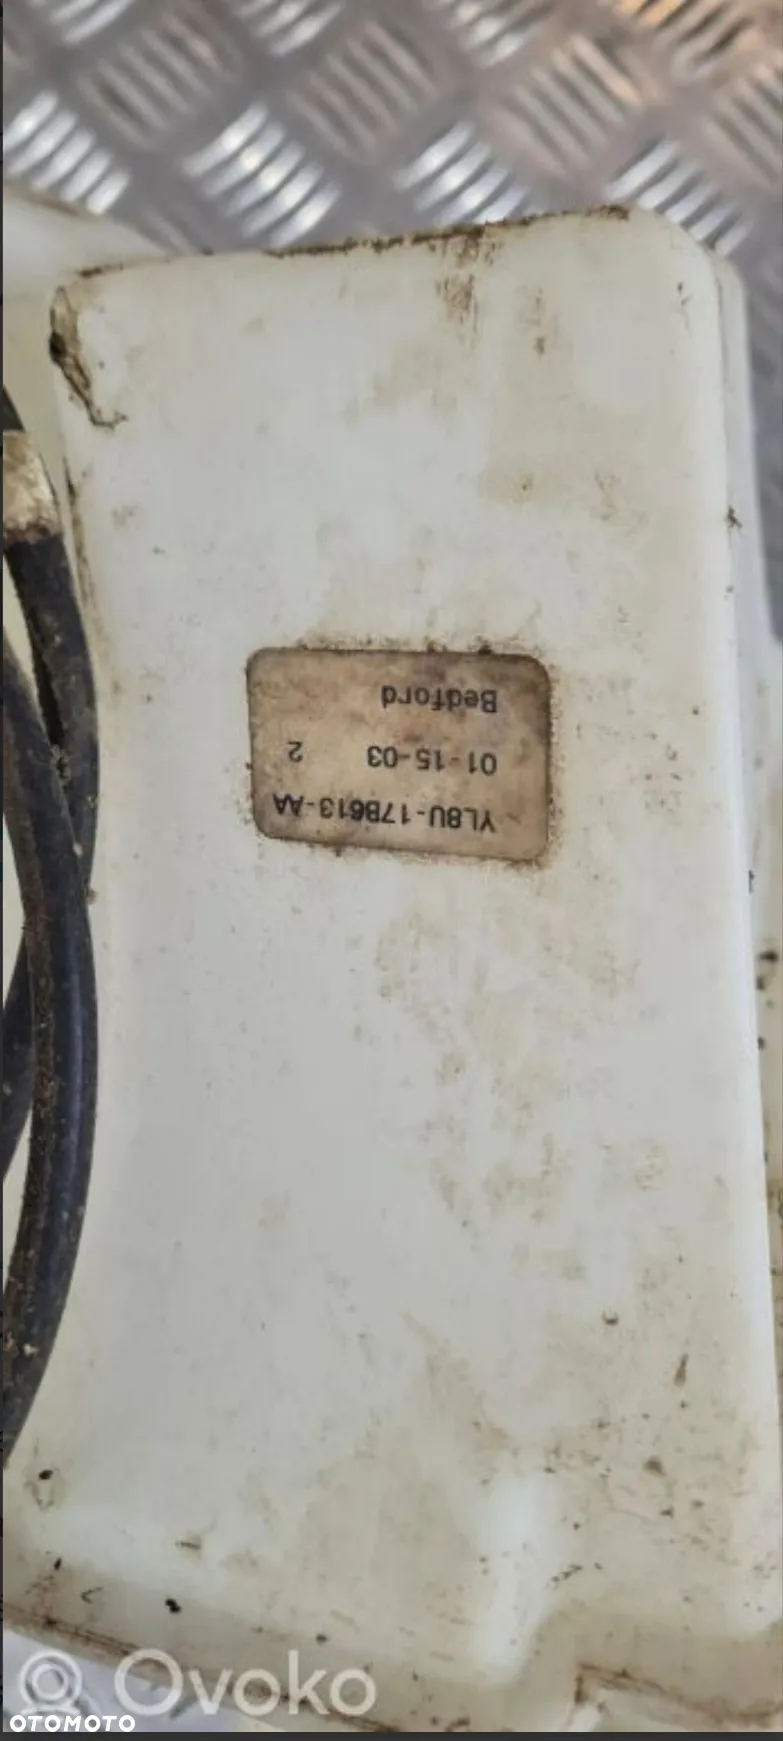 YL8U-17B613-AA
01-15-03 2
Bedford
Ovoko
OTOMOTO